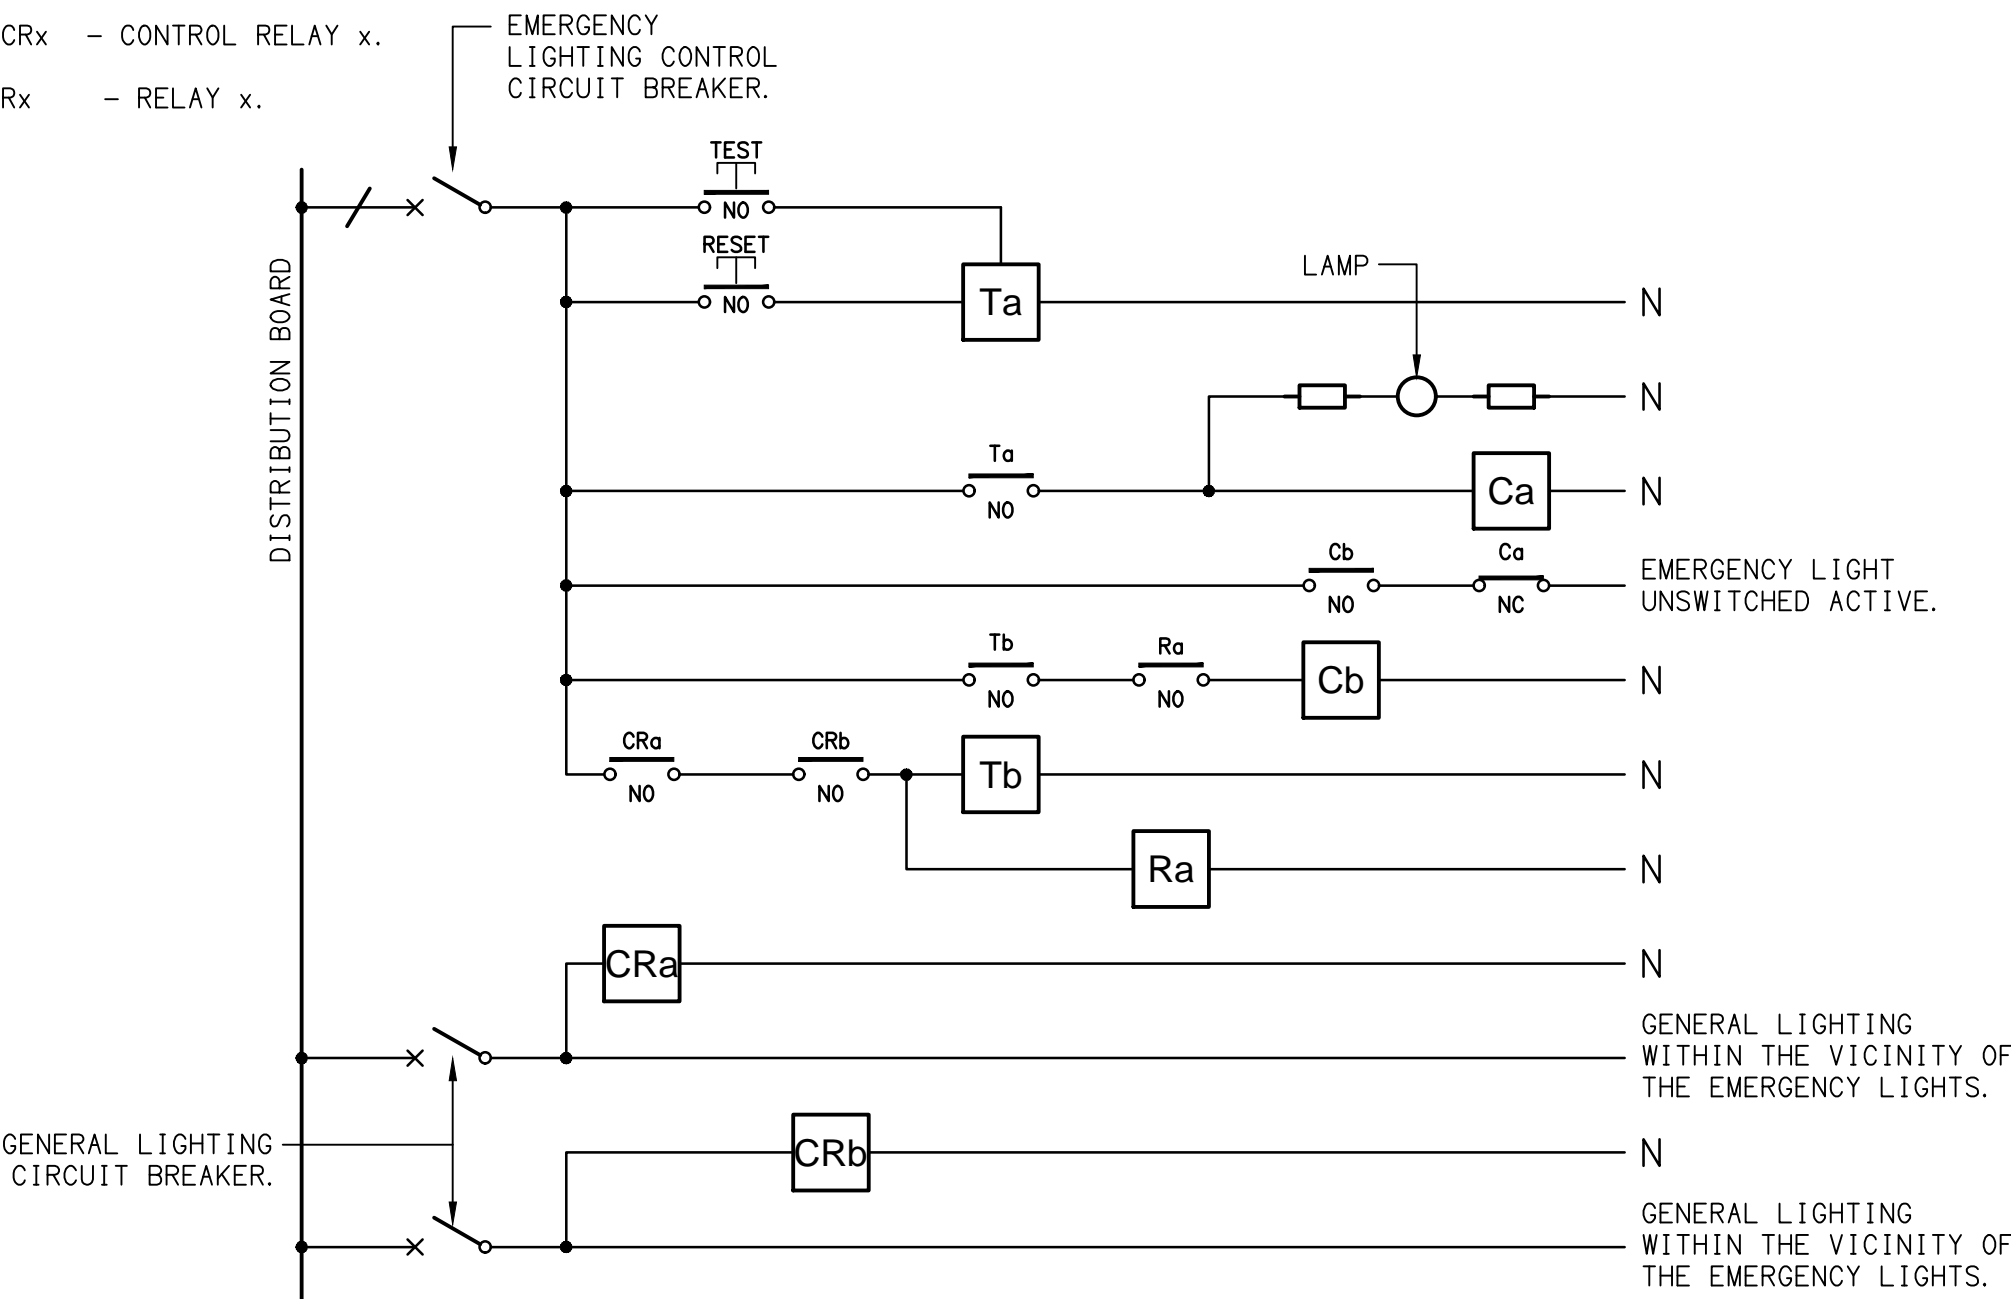 CRx - CONTROL RELAY x.
Rx - RELAY x.
EMERGENCY
LIGHTING CONTROL
CIRCUIT BREAKER.
DISTRIBUTION BOARD
TEST
NO
RESET
NO
Ta
N
LAMP
N
Ta
NO
Ca
N
Cb
NO
Ca
NC
EMERGENCY LIGHT
UNSWITCHED ACTIVE.
Tb
NO
Ra
NO
Cb
N
CRa
NO
CRb
NO
Tb
N
Ra
N
CRa
N
GENERAL LIGHTING
WITHIN THE VICINITY OF
THE EMERGENCY LIGHTS.
GENERAL LIGHTING
CIRCUIT BREAKER.
CRb
N
GENERAL LIGHTING
WITHIN THE VICINITY OF
THE EMERGENCY LIGHTS.